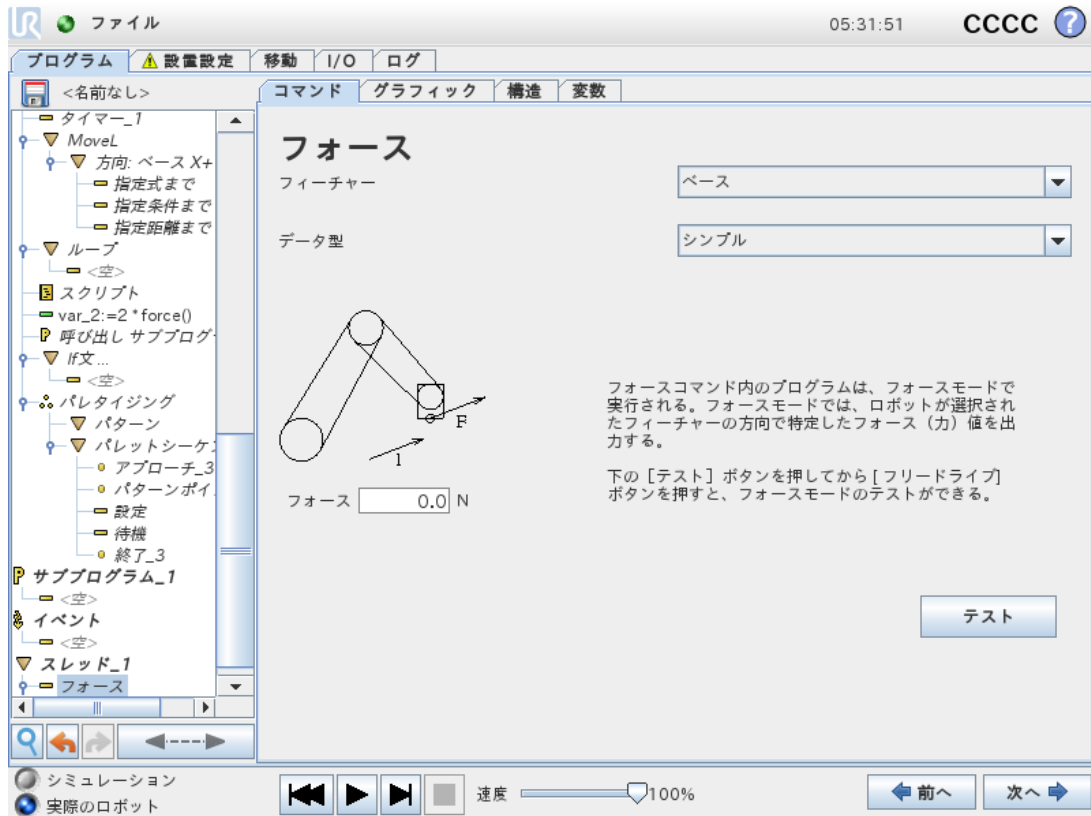 UR ファイル 05:31:51 CCCC ?
プログラム 設置設定 移動 I/O ログ
<名前なし>
コマンド グラフィック 構造 変数
タイマー_1
MoveL
方向: ベース X+
指定式まで
指定条件まで
指定距離まで
ループ
<空>
スクリプト
var_2:=2 * force()
呼び出し サブプログ
If文 ...
<空>
パレタイジング
パターン
パレットシーケン
アプローチ_3
パターンポイ
設定
待機
終了_3
サブプログラム_1
<空>
イベント
<空>
スレッド_1
フォース
フォース
フィーチャー ベース
データ型 シンプル
F
1
フォース 0.0 N
フォースコマンド内のプログラムは、フォースモードで
実行される。フォースモードでは、ロボットが選択され
たフィーチャーの方向で特定したフォース（力）値を出
力する。
下の［テスト］ボタンを押してから [ フリードライブ]
ボタンを押すと、フォースモードのテストができる。
テスト
シミュレーション
実際のロボット
速度 100%
前へ 次へ